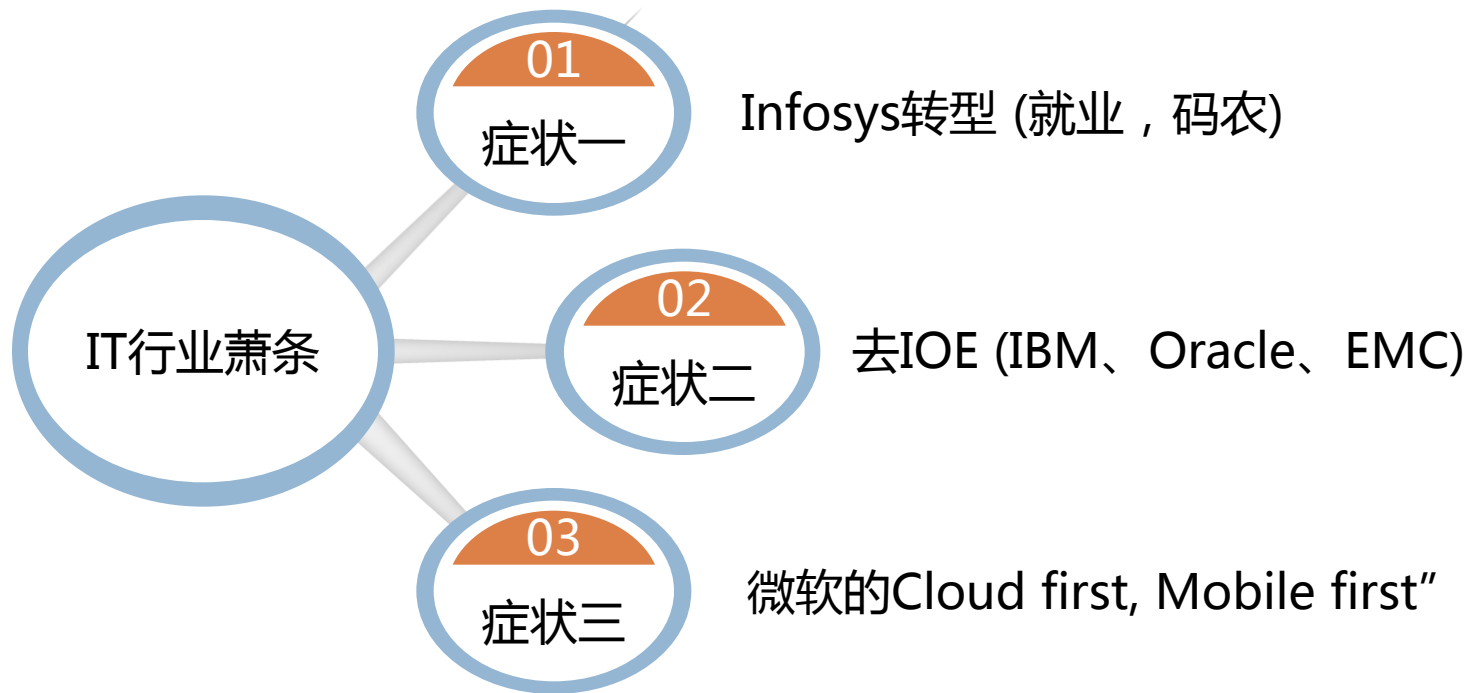 01
症状一
Infosys转型 (就业，码农)
IT行业萧条
02
症状二
去IOE (IBM、Oracle、EMC)
03
症状三
微软的Cloud first, Mobile first”